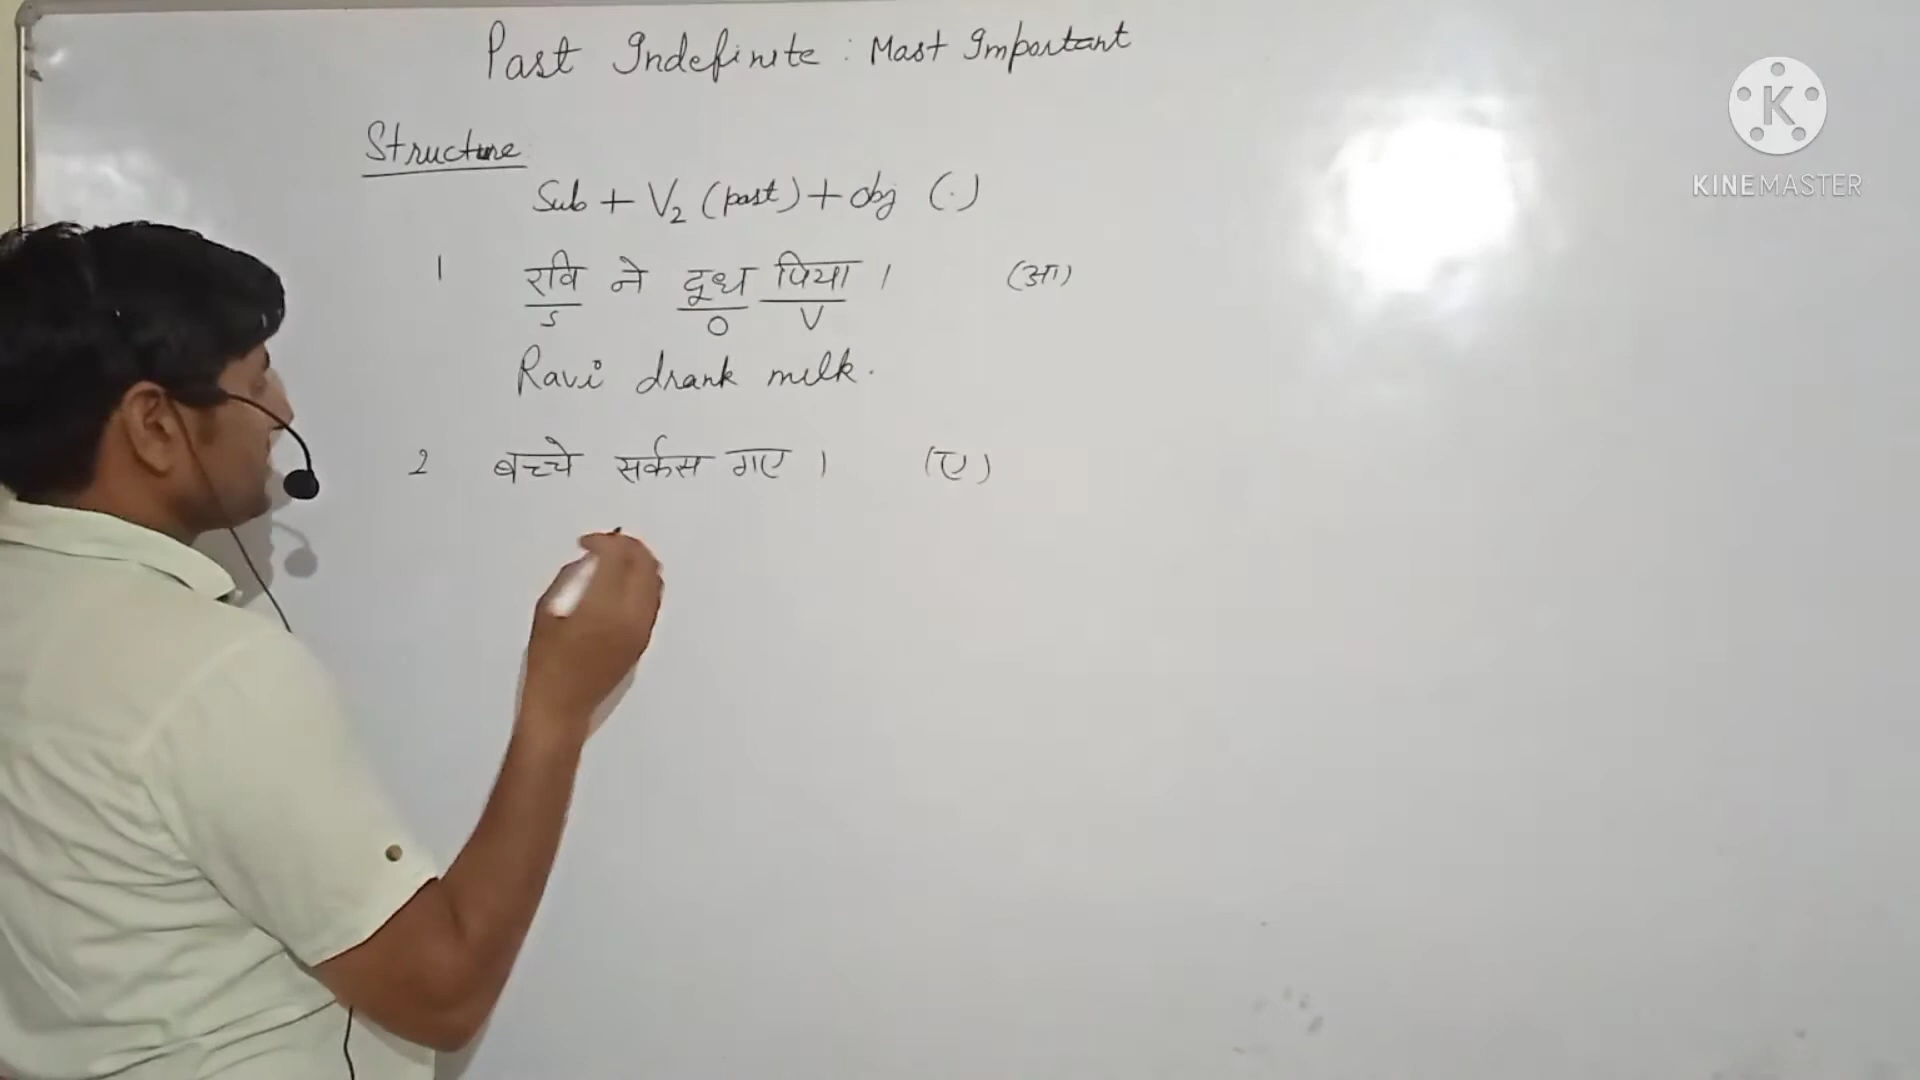 Past Indefinite : Mast Important
K
KINEMASTER
Structure
Sub + V₂ (past) + obj (.)
1 रवि ने दूध पिया । (आ)
S O V
Ravi drank milk.
2 बच्चे सर्कस गए । (ए)